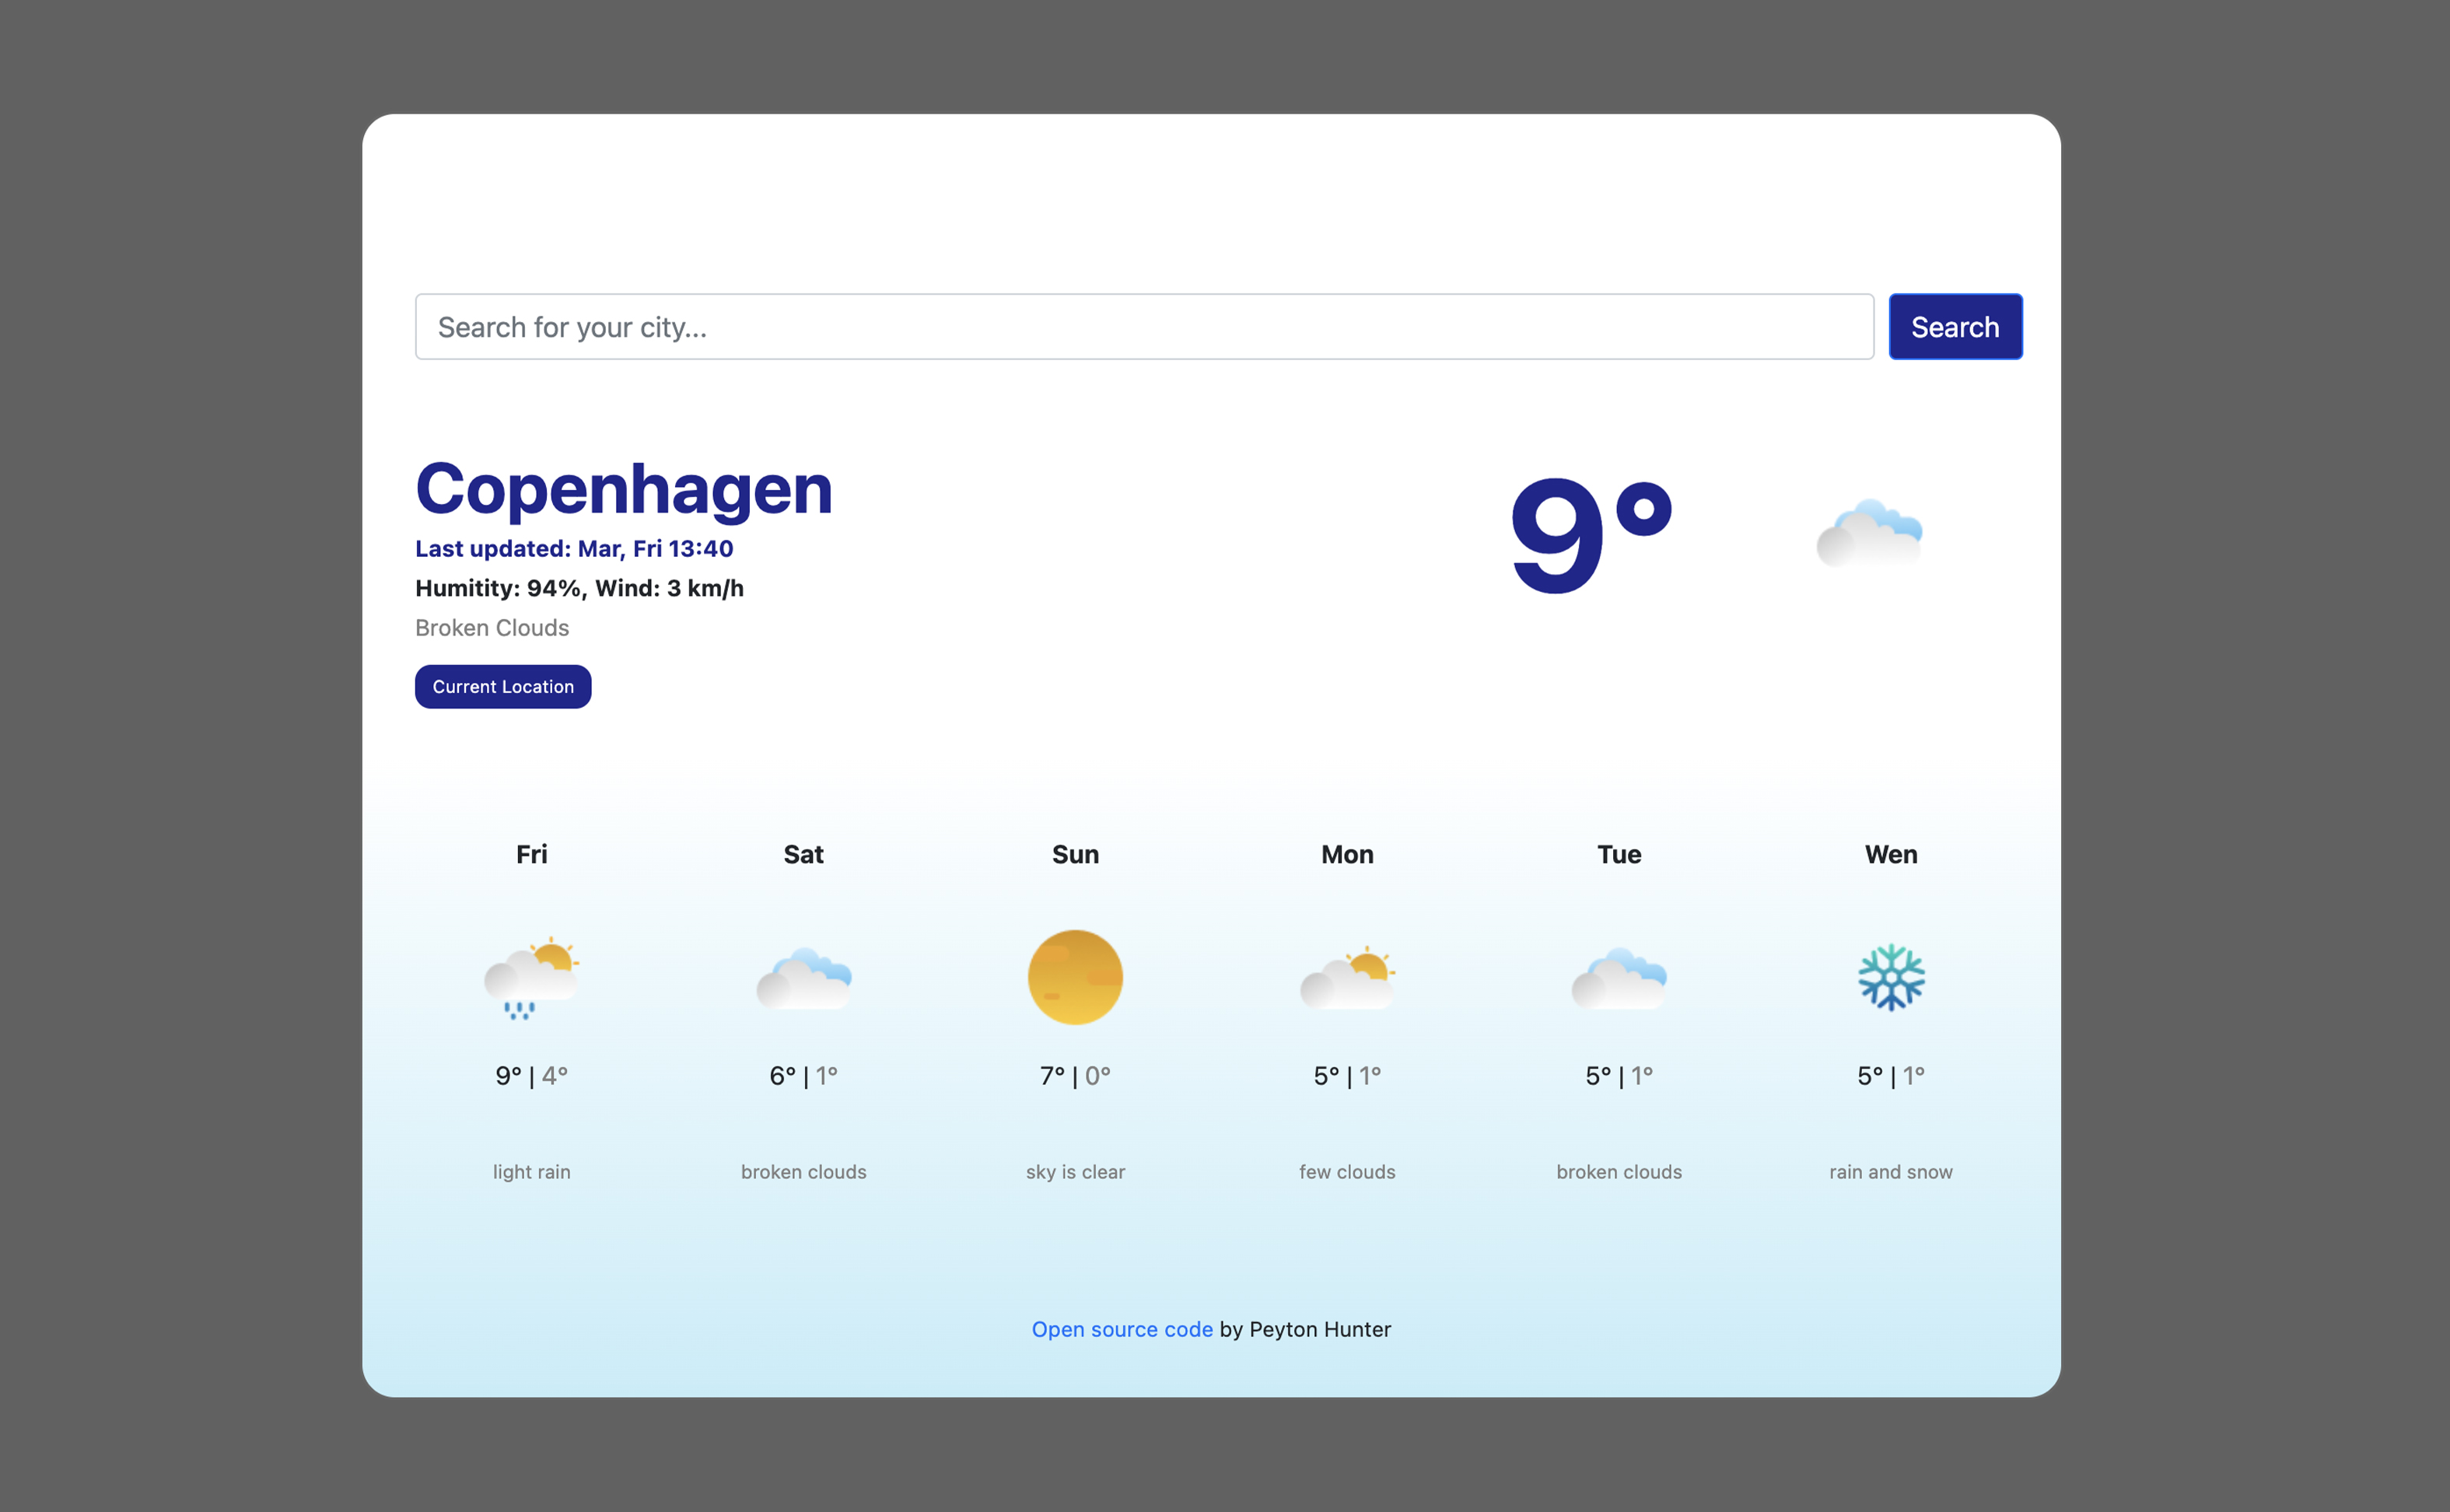 Search for your city...
Search
Copenhagen
9°
Last updated: Mar, Fri 13:40
Humitity: 94%, Wind: 3 km/h
Broken Clouds
Current Location
Fri
Sat
Sun
Mon
Tue
Wen
9° | 4°
6° | 1°
7° | 0°
5° | 1°
5° | 1°
5° | 1°
light rain
broken clouds
sky is clear
few clouds
broken clouds
rain and snow
Open source code by Peyton Hunter